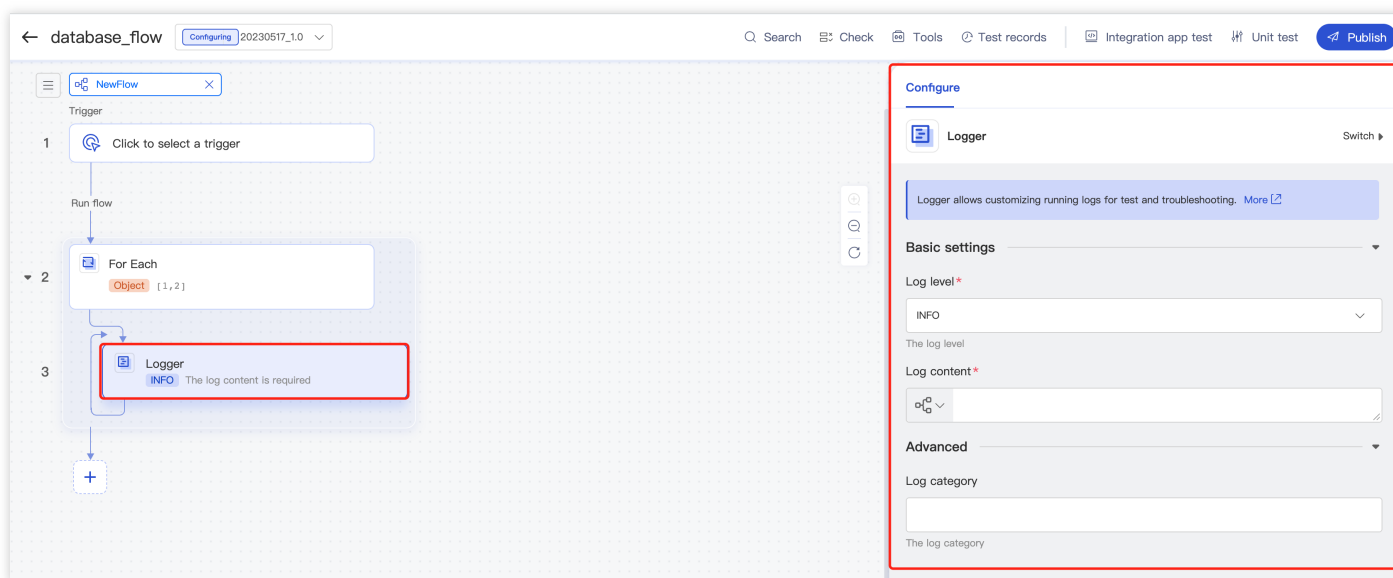 database_flow Configuring 20230517_1.0
Search Check Tools Test records Integration app test Unit test Publish
NewFlow
Trigger
1 Click to select a trigger
Run flow
2 For Each
Object [1,2]
3 Logger
INFO The log content is required
+
Configure
Logger Switch
Logger allows customizing running logs for test and troubleshooting. More
Basic settings
Log level*
INFO
The log level
Log content*
Advanced
Log category
The log category